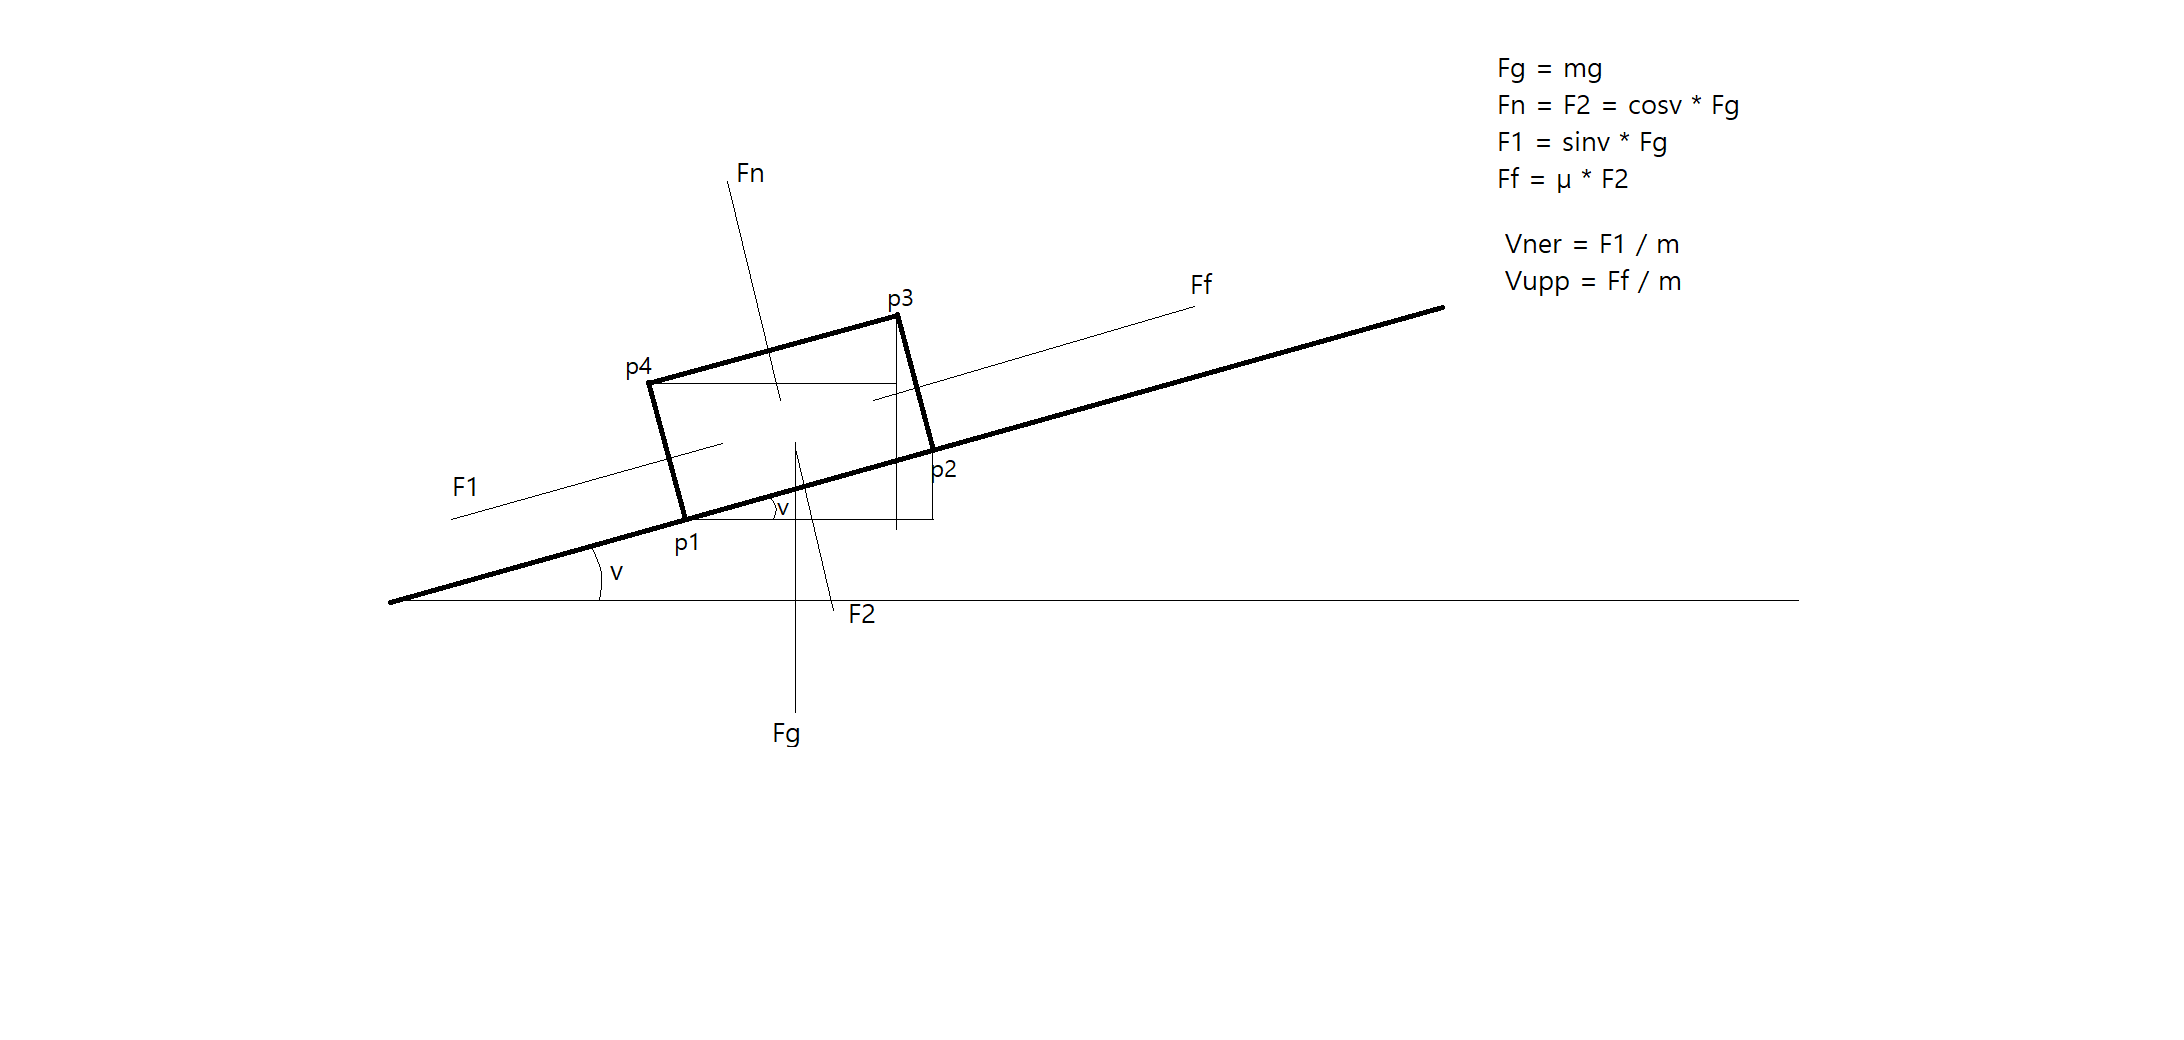 Fg = mg
Fn = F2 = cosv * Fg
F1 = sinv * Fg
Ff = µ * F2
Vner = F1 / m
Vupp = Ff / m
Fn
Ff
p3
p4
p2
F1
v
p1
v
F2
Fg